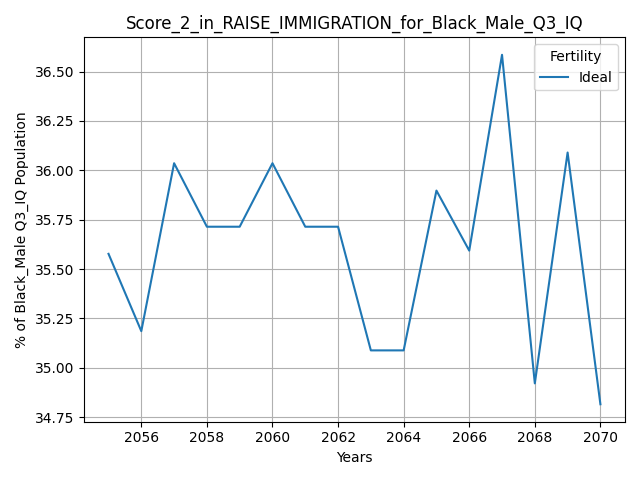 Score_2_in_RAISE_IMMIGRATION_for_Black_Male_Q3_IQ
Fertility
Ideal
% of Black_Male Q3_IQ Population
36.50
36.25
36.00
35.75
35.50
35.25
35.00
34.75
2056 2058 2060 2062 2064 2066 2068 2070
Years